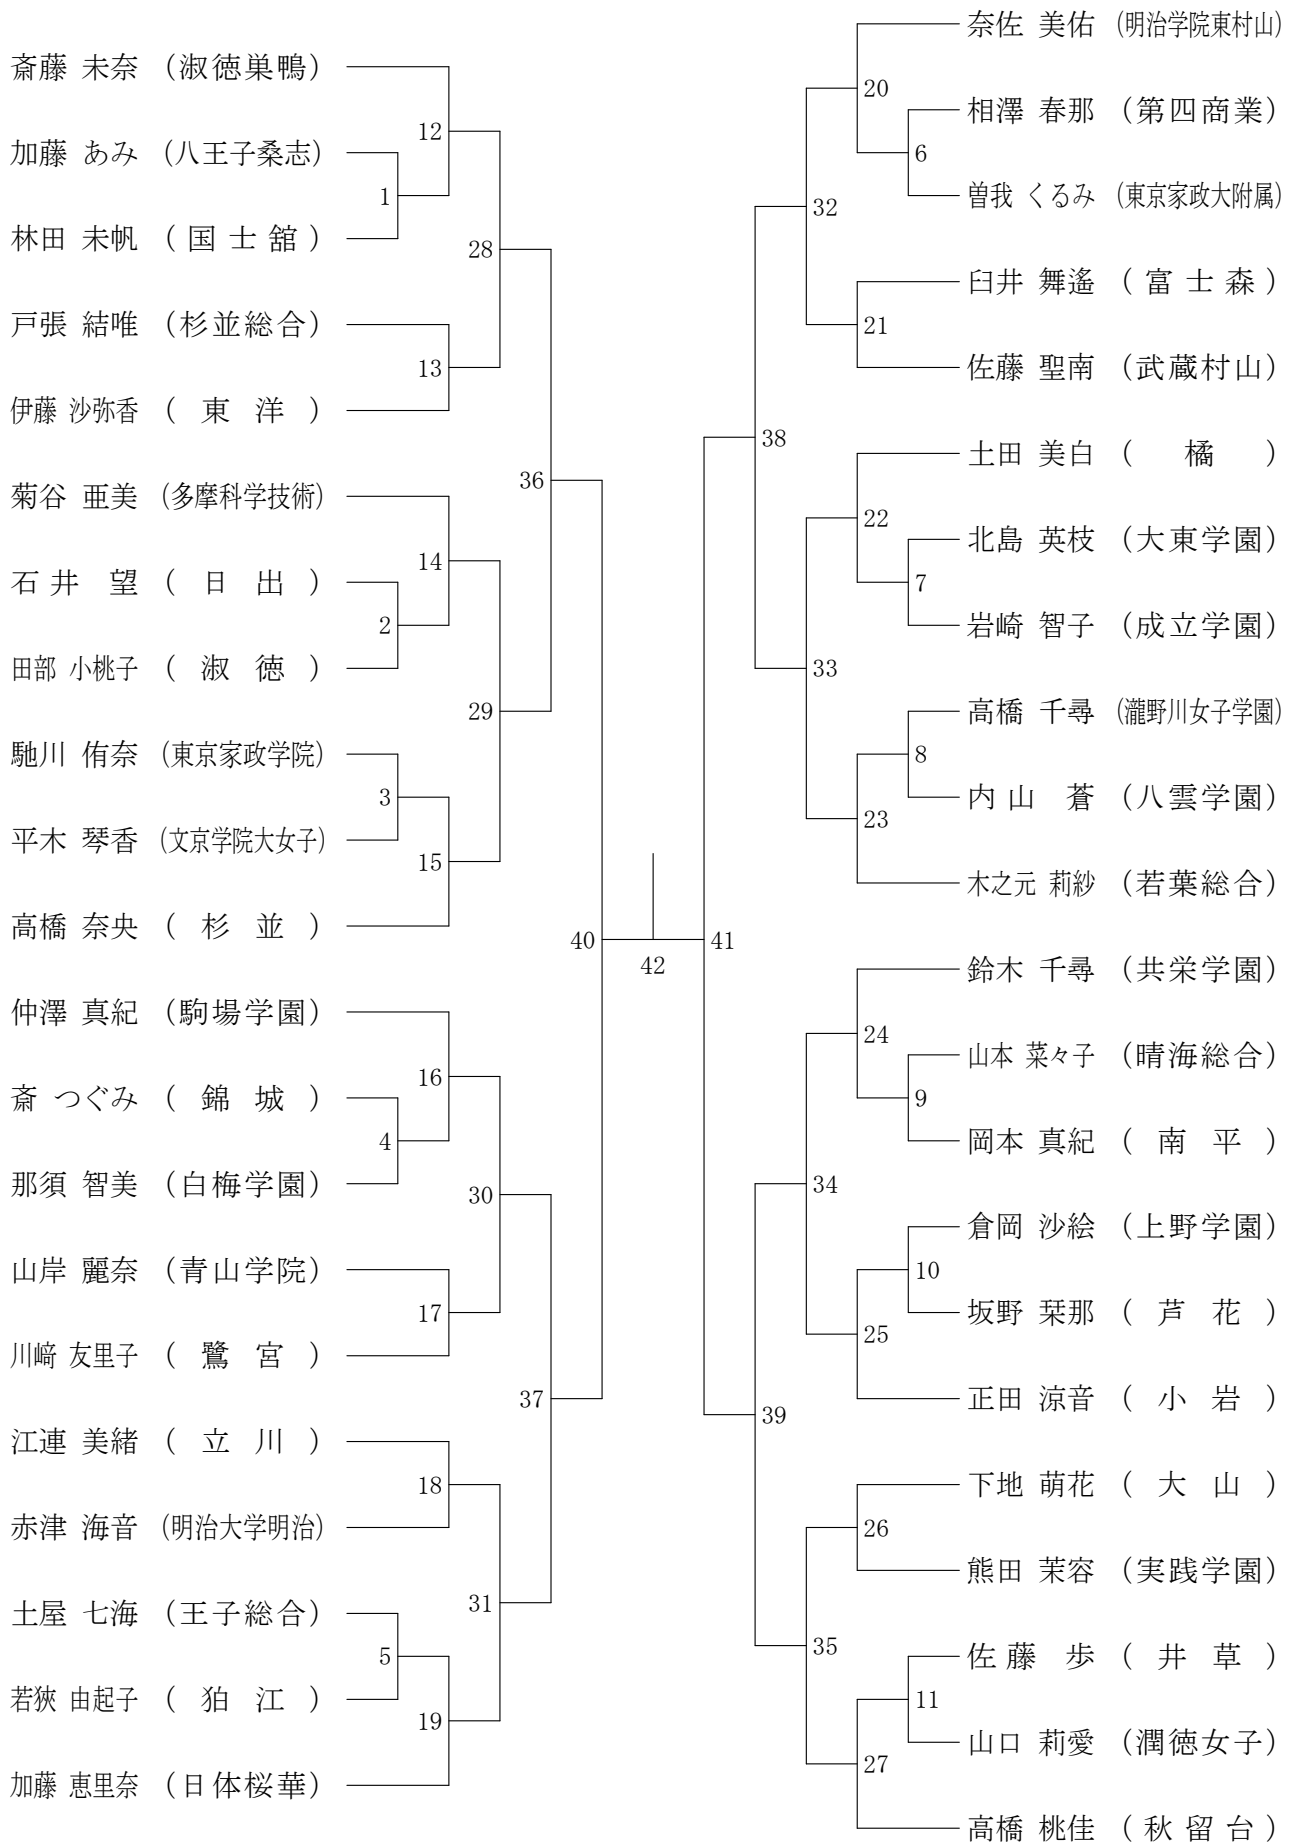 斎藤 未奈 (淑徳巣鴨)
加藤 あみ (八王子桑志)
林田 未帆 (国士舘)
戸張 結唯 (杉並総合)
伊藤 沙弥香 (東洋)
菊谷 亜美 (多摩科学技術)
石井 望 (日出)
田部 小桃子 (淑徳)
馳川 侑奈 (東京家政学院)
平木 琴香 (文京学院大女子)
高橋 奈央 (杉並)
仲澤 真紀 (駒場学園)
斎 つぐみ (錦城)
那須 智美 (白梅学園)
山岸 麗奈 (青山学院)
川﨑 友里子 (鷺宮)
江連 美緒 (立川)
赤津 海音 (明治大学明治)
土屋 七海 (王子総合)
若狹 由起子 (狛江)
加藤 恵里奈 (日体桜華)
1
2
3
4
5
12
13
14
15
16
17
18
19
28
29
30
31
36
37
40
42
41
38
39
32
33
34
35
20
21
22
23
24
25
26
27
6
7
8
9
10
11
奈佐 美佑 (明治学院東村山)
相澤 春那 (第四商業)
曽我 くるみ (東京家政大附属)
臼井 舞遙 (富士森)
佐藤 聖南 (武蔵村山)
土田 美白 (橘)
北島 英枝 (大東学園)
岩崎 智子 (成立学園)
高橋 千尋 (瀧野川女子学園)
内山 蒼 (八雲学園)
木之元 莉紗 (若葉総合)
鈴木 千尋 (共栄学園)
山本 菜々子 (晴海総合)
岡本 真紀 (南平)
倉岡 沙絵 (上野学園)
坂野 栞那 (芦花)
正田 涼音 (小岩)
下地 萌花 (大山)
熊田 茉容 (実践学園)
佐藤 歩 (井草)
山口 莉愛 (潤徳女子)
高橋 桃佳 (秋留台)